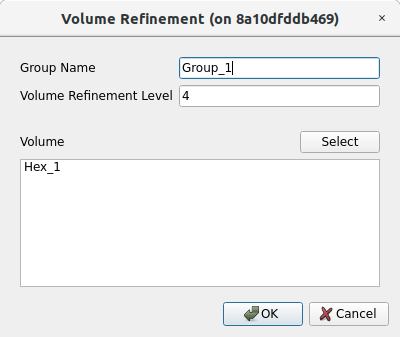 Volume Refinement (on 8a10dfddb469)
Group Name Group_1
Volume Refinement Level 4
Volume Select
Hex_1
OK Cancel